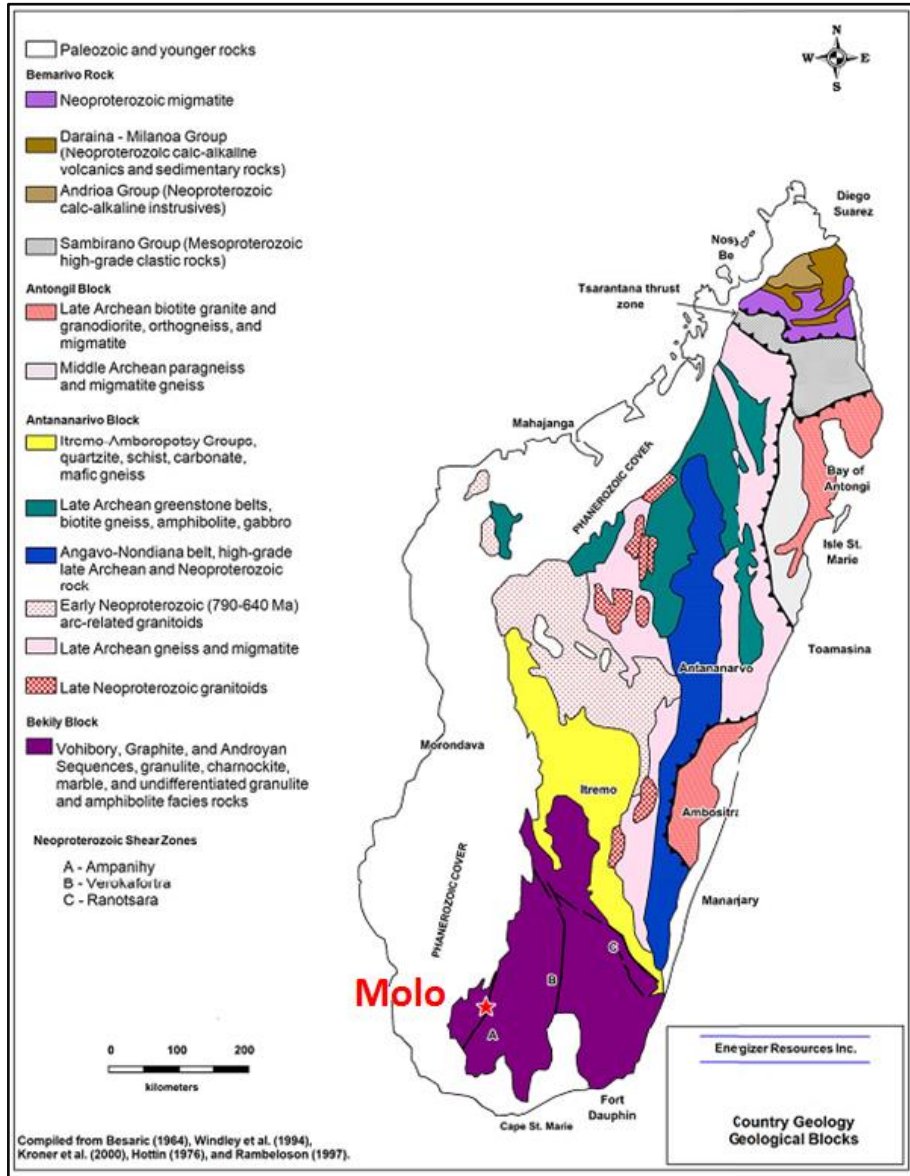 Paleozoic and younger rocks
Bemarivo Rock
Neoproterozoic migmatite
Daraina - Milanoa Group
(Neoproterozoic calc-alkaline
volcanics and sedimentary rocks)
Andrioa Group (Neoproterozoic
calc-alkaline instrusives)
Sambirano Group (Mesoproterozoic
high-grade clastic rocks)
Antongil Block
Late Archean biotite granite and
granodiorite, orthogneiss, and
migmatite
Middle Archean paragneiss
and migmatite gneiss
Antananarivo Block
Itremo-Amboropotsy Groups,
quartzite, schist, carbonate,
mafic gneiss
Late Archean greenstone belts,
biotite gneiss, amphibolite, gabbro
Angavo-Nondiana belt, high-grade
late Archean and Neoproterozoic
rock
Early Neoproterozoic (790-640 Ma)
arc-related granitoids
Late Archean gneiss and migmatite
Late Neoproterozoic granitoids
Bekily Block
Vohibory, Graphite, and Androyan
Sequences, granulite, charnockite,
marble, and undifferentiated granulite
and amphibolite facies rocks
Neoproterozoic Shear Zones
A - Ampanihy
B - Verokafortra
C - Ranotsara
N
W E
S
Diego
Suarez
Nos
Be
Tsarantana thrust
zone
Mahajanga
PHANEROZOIC COVER
Bay of
Antongi
Isle St.
Marie
Toamasina
Antananarvo
Morondava
Itremo
Ambositra
Mananjary
PHANEROZOIC COVER
C
B
Molo
A
Fort
Dauphin
Cape St. Marie
0 100 200
kilometers
Energizer Resources Inc.
Country Geology
Geological Blocks
Compiled from Besaric (1964), Windley et al. (1994),
Kroner et al. (2000), Hottin (1976), and Rambeloson (1997).